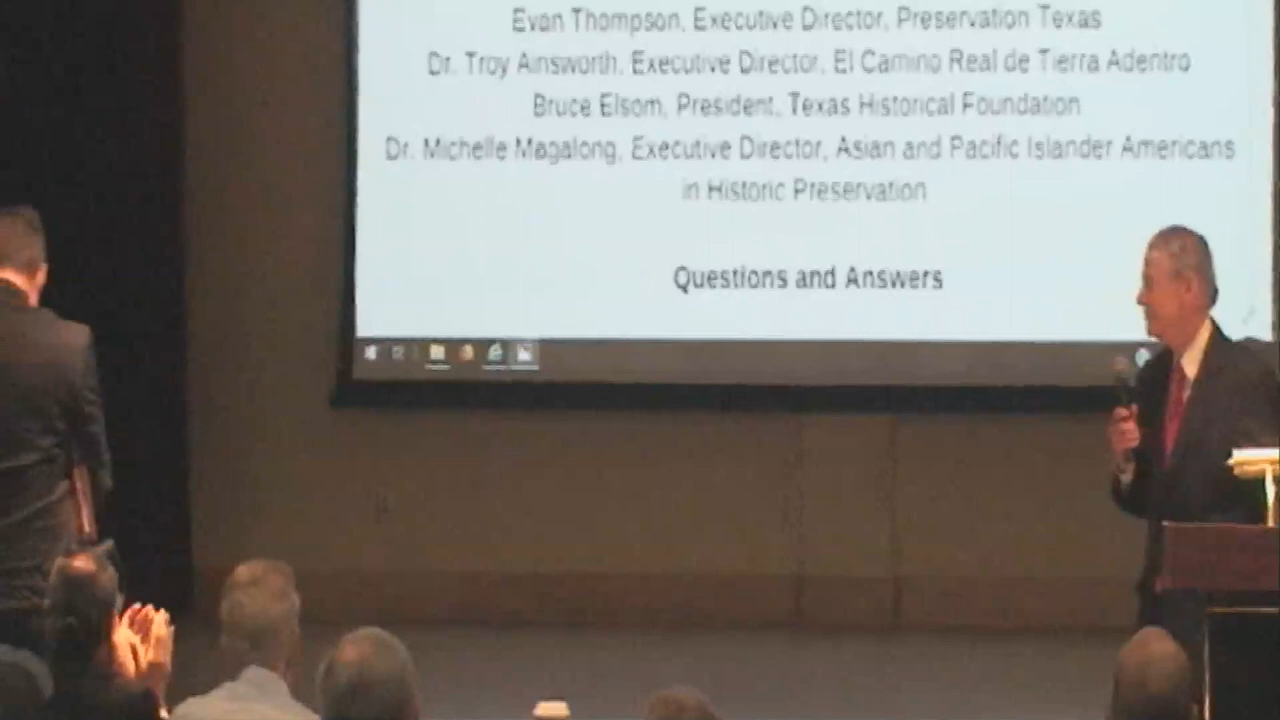 Evan Thompson, Executive Director, Preservation Texas
Dr. Troy Ainsworth, Executive Director, El Camino Real de Tierra Adentro
Bruce Elsom, President, Texas Historical Foundation
Dr. Michelle Magalong, Executive Director, Asian and Pacific Islander Americans
in Historic Preservation
Questions and Answers